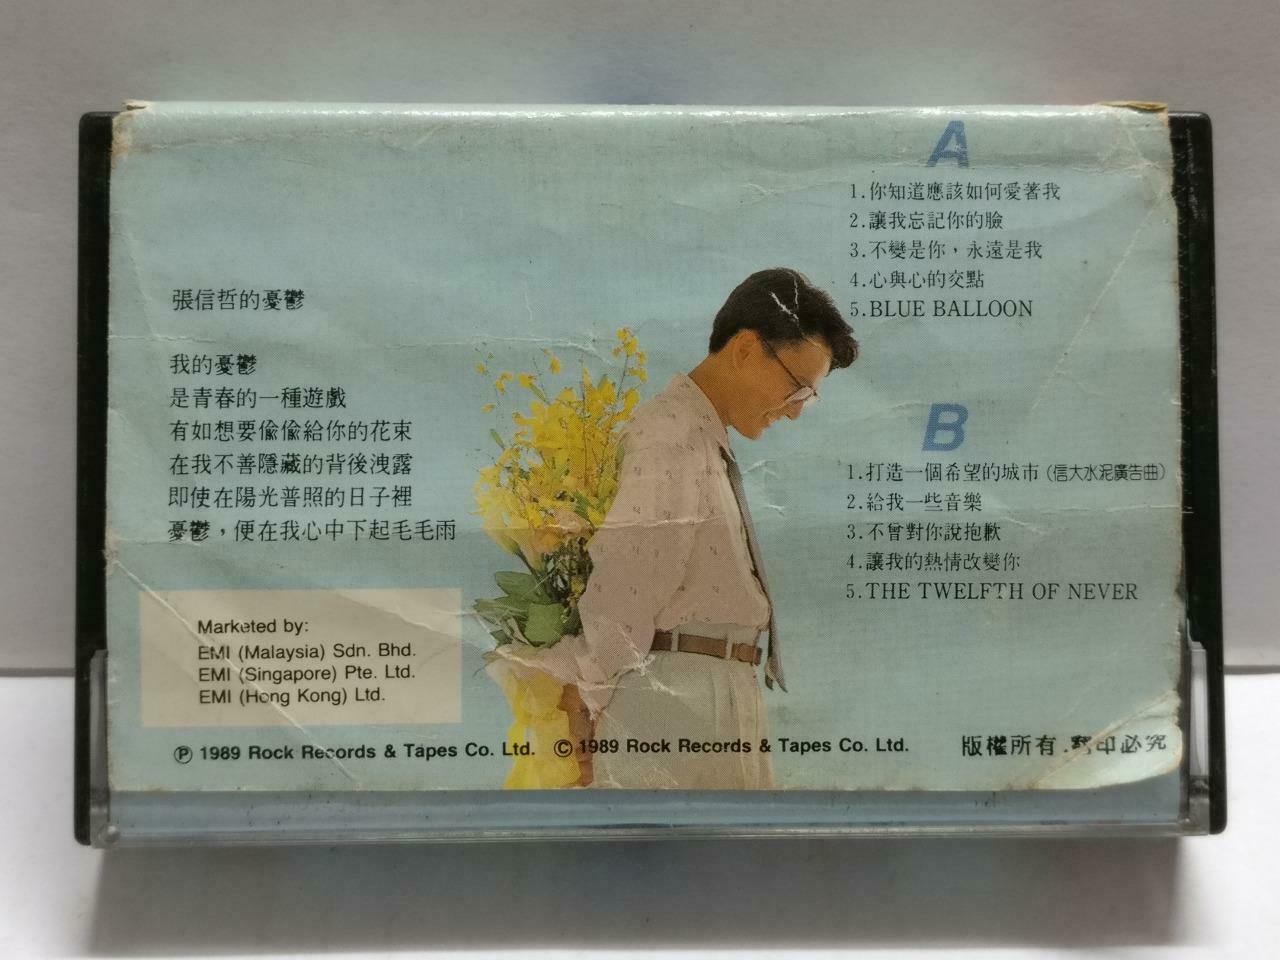 張信哲的憂鬱
我的憂鬱
是青春的一種遊戲
有如想要偸偸給你的花束
在我不善隱藏的背後洩露
即使在陽光普照的日子裡
憂鬱，便在我心中下起毛毛雨
Marketed by:
EMI (Malaysia) Sdn. Bhd.
EMI (Singapore) Pte. Ltd.
EMI (Hong Kong) Ltd.
A
1.你知道應該如何愛著我
2.讓我忘記你的臉
3.不變是你，永遠是我
4.心與心的交點
5.BLUE BALLOON
B
1.打造一個希望的城市(信大水泥廣告曲)
2.給我一些音樂
3.不曾對你說抱歉
4.讓我的熱情改變你
5.THE TWELFTH OF NEVER
Ⓟ 1989 Rock Records & Tapes Co. Ltd. © 1989 Rock Records & Tapes Co. Ltd. 版權所有.翻印必究